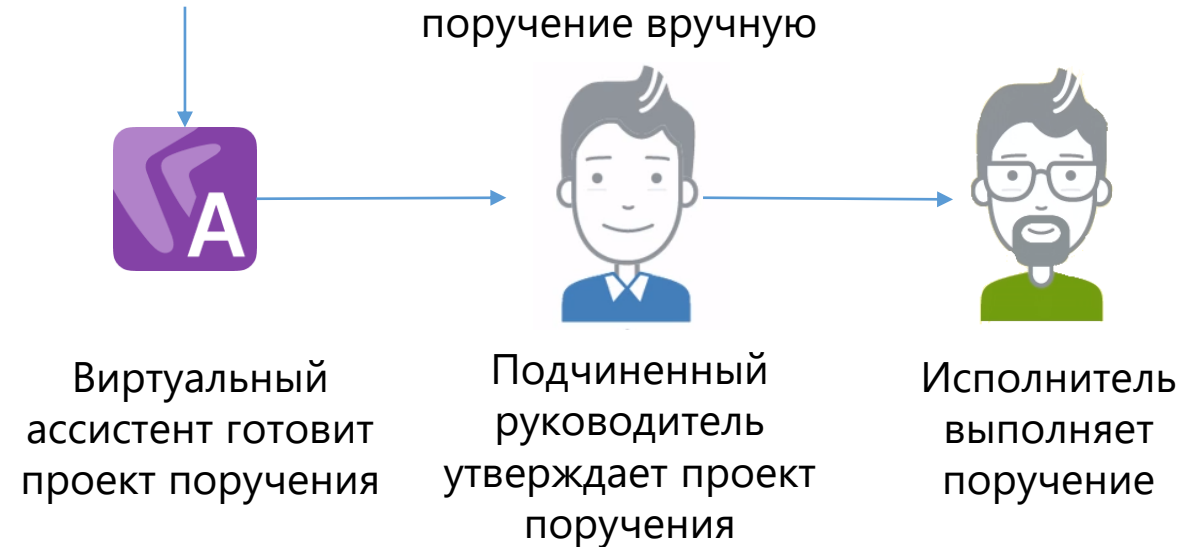 поручение вручную
A
Виртуальный
ассистент готовит
проект поручения
Подчиненный
руководитель
утверждает проект
поручения
Исполнитель
выполняет
поручение